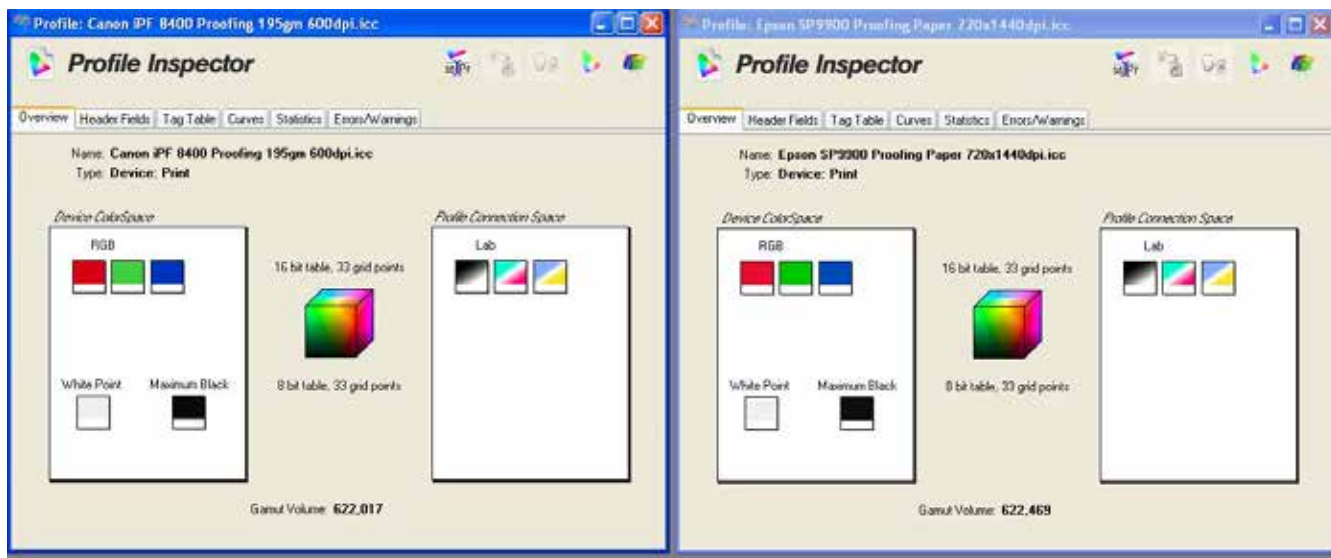 Profile: Canon iPF 8400 Proofing 195gm 600dpi.icc
Profile Inspector
Overview Header Fields Tag Table Curves Statistics Errors/Warnings
Name: Canon iPF 8400 Proofing 195gm 600dpi.icc
Type: Device: Print
Device ColorSpace
Profile Connection Space
RGB
16 bit table, 33 grid points
Lab
White Point
Maximum Black
8 bit table, 33 grid points
Gamut Volume: 622,017
Profile: Epson SP9900 Proofing Paper 720x1440dpi.icc
Profile Inspector
Overview Header Fields Tag Table Curves Statistics Errors/Warnings
Name: Epson SP9900 Proofing Paper 720x1440dpi.icc
Type: Device: Print
Device ColorSpace
Profile Connection Space
RGB
16 bit table, 33 grid points
Lab
White Point
Maximum Black
8 bit table, 33 grid points
Gamut Volume: 622,469